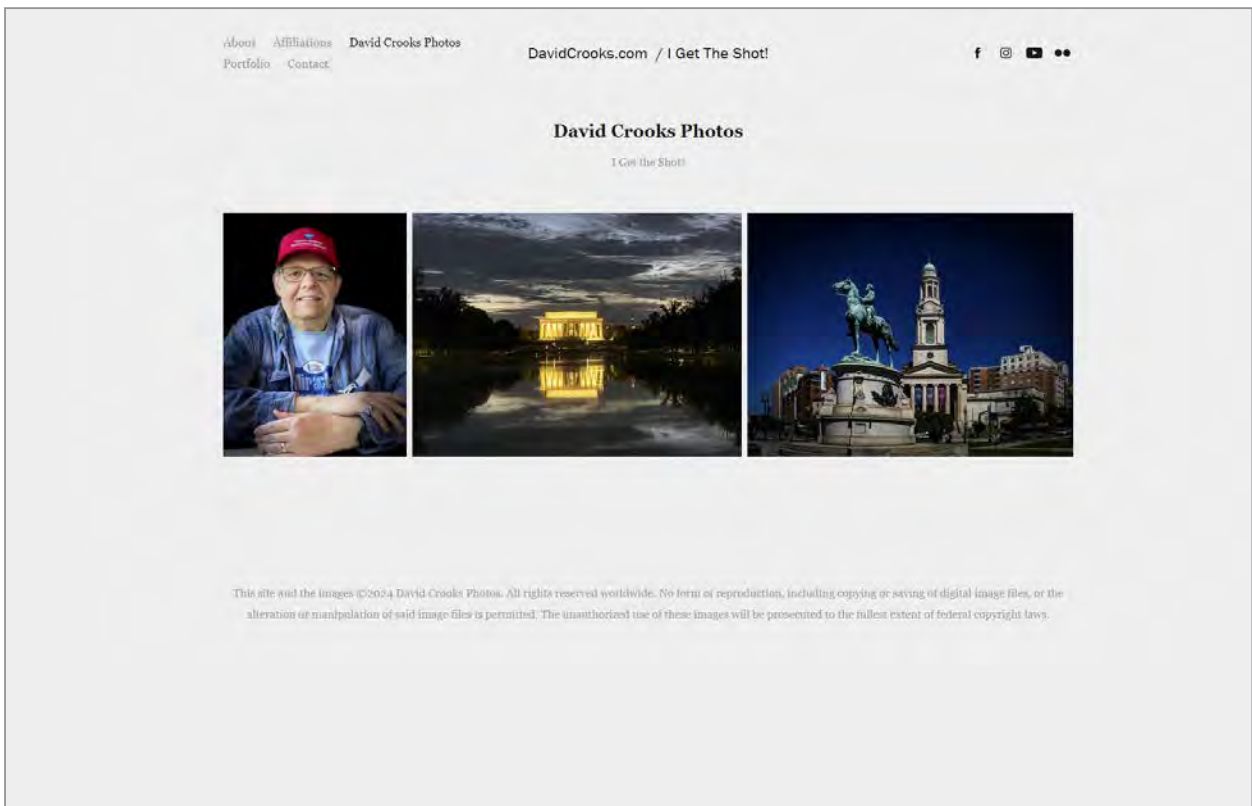 About Affiliations David Crooks Photos
Portfolio Contact
DavidCrooks.com / I Get The Shot!
David Crooks Photos
I Get the Shot!
This site and the images ©2024 David Crooks Photos. All rights reserved worldwide. No form of reproduction, including copying or saving of digital image files, or the
alteration or manipulation of said image files is permitted. The unauthorized use of these images will be prosecuted to the fullest extent of federal copyright laws.